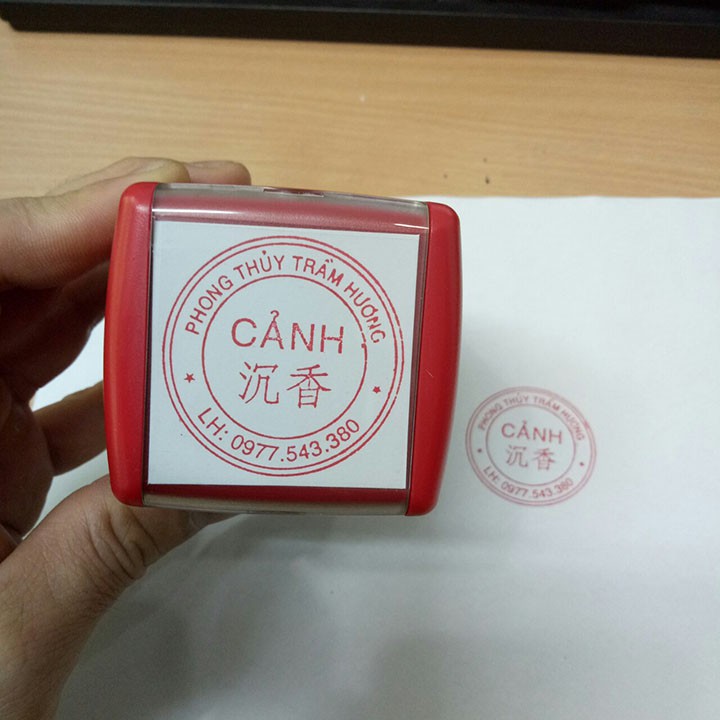 PHONG THỦY TRẦM HƯƠNG
CẢNH
沉香
LH: 0977.543.380
PHONG THỦY TRẦM HƯƠNG
CẢNH
沉香
LH: 0977.543.380